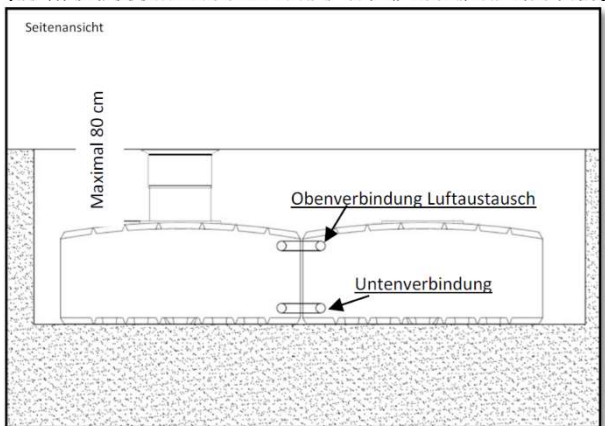 Seitenansicht
Maximal 80 cm
Obenverbindung Luftaustausch
Untenverbindung